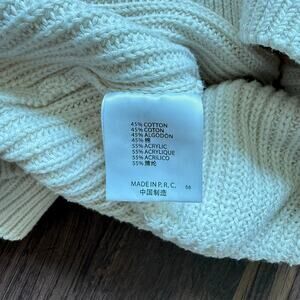 45% COTTON
45% COTON
45% ALGODON
45% 棉
55% ACRYLIC
55% ACRYLIQUE
55% ACRILICO
55% 腈纶
MADE IN P. R. C.
中国制造
56